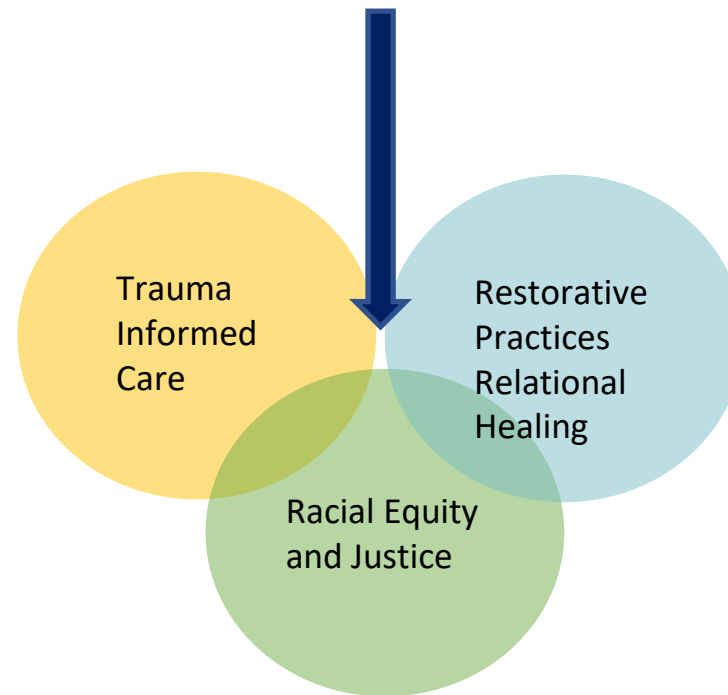 Trauma
Informed
Care
Restorative
Practices
Relational
Healing
Racial Equity
and Justice